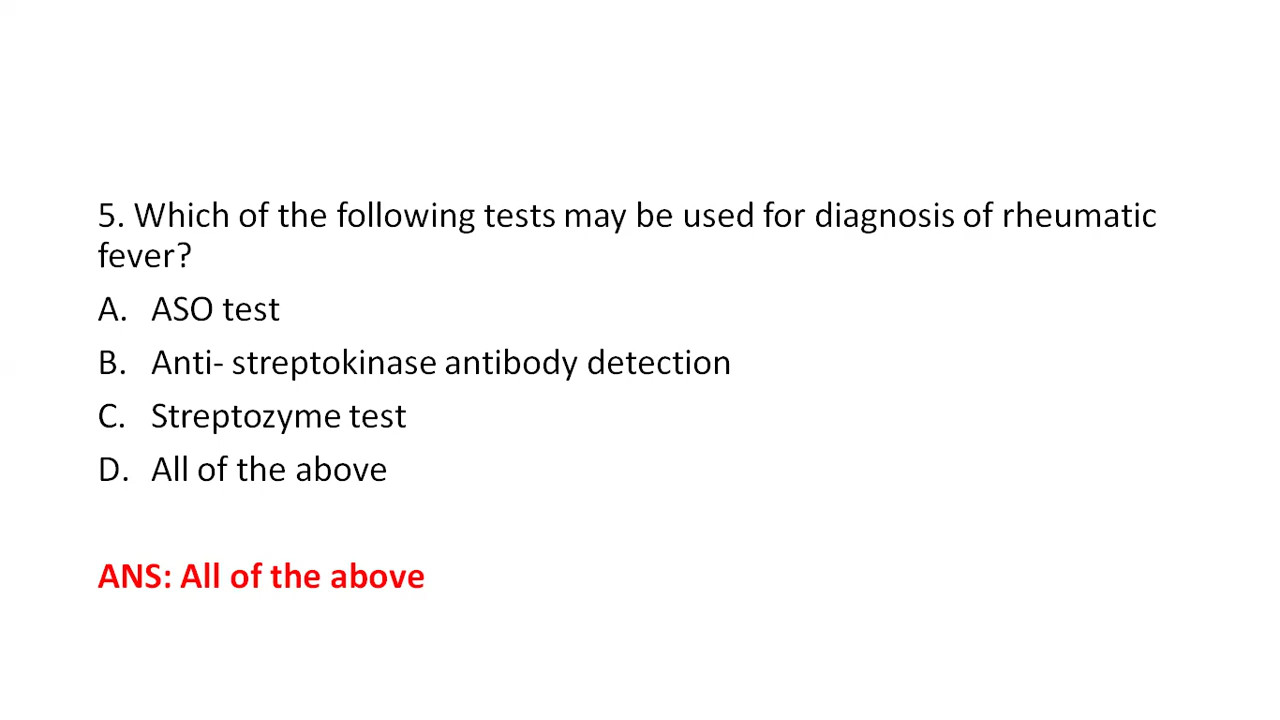 5. Which of the following tests may be used for diagnosis of rheumatic
fever?
A. ASO test
B. Anti- streptokinase antibody detection
C. Streptozyme test
D. All of the above
ANS: All of the above